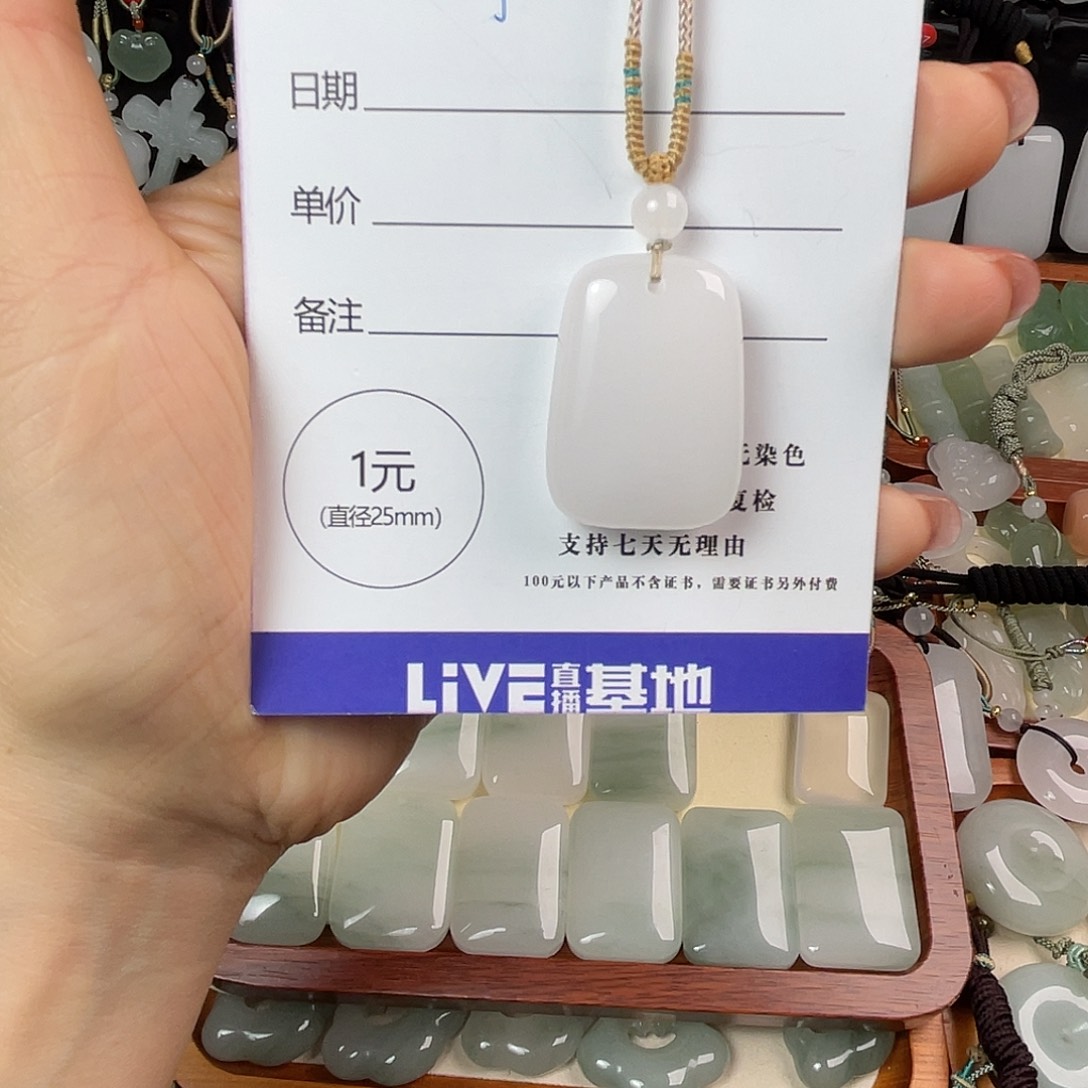 日期
单价
备注
1元
(直径25mm)
染色
复检
支持七天无理由
100元以下产品不含证书，需要证书另外付费
LiVE直播基地